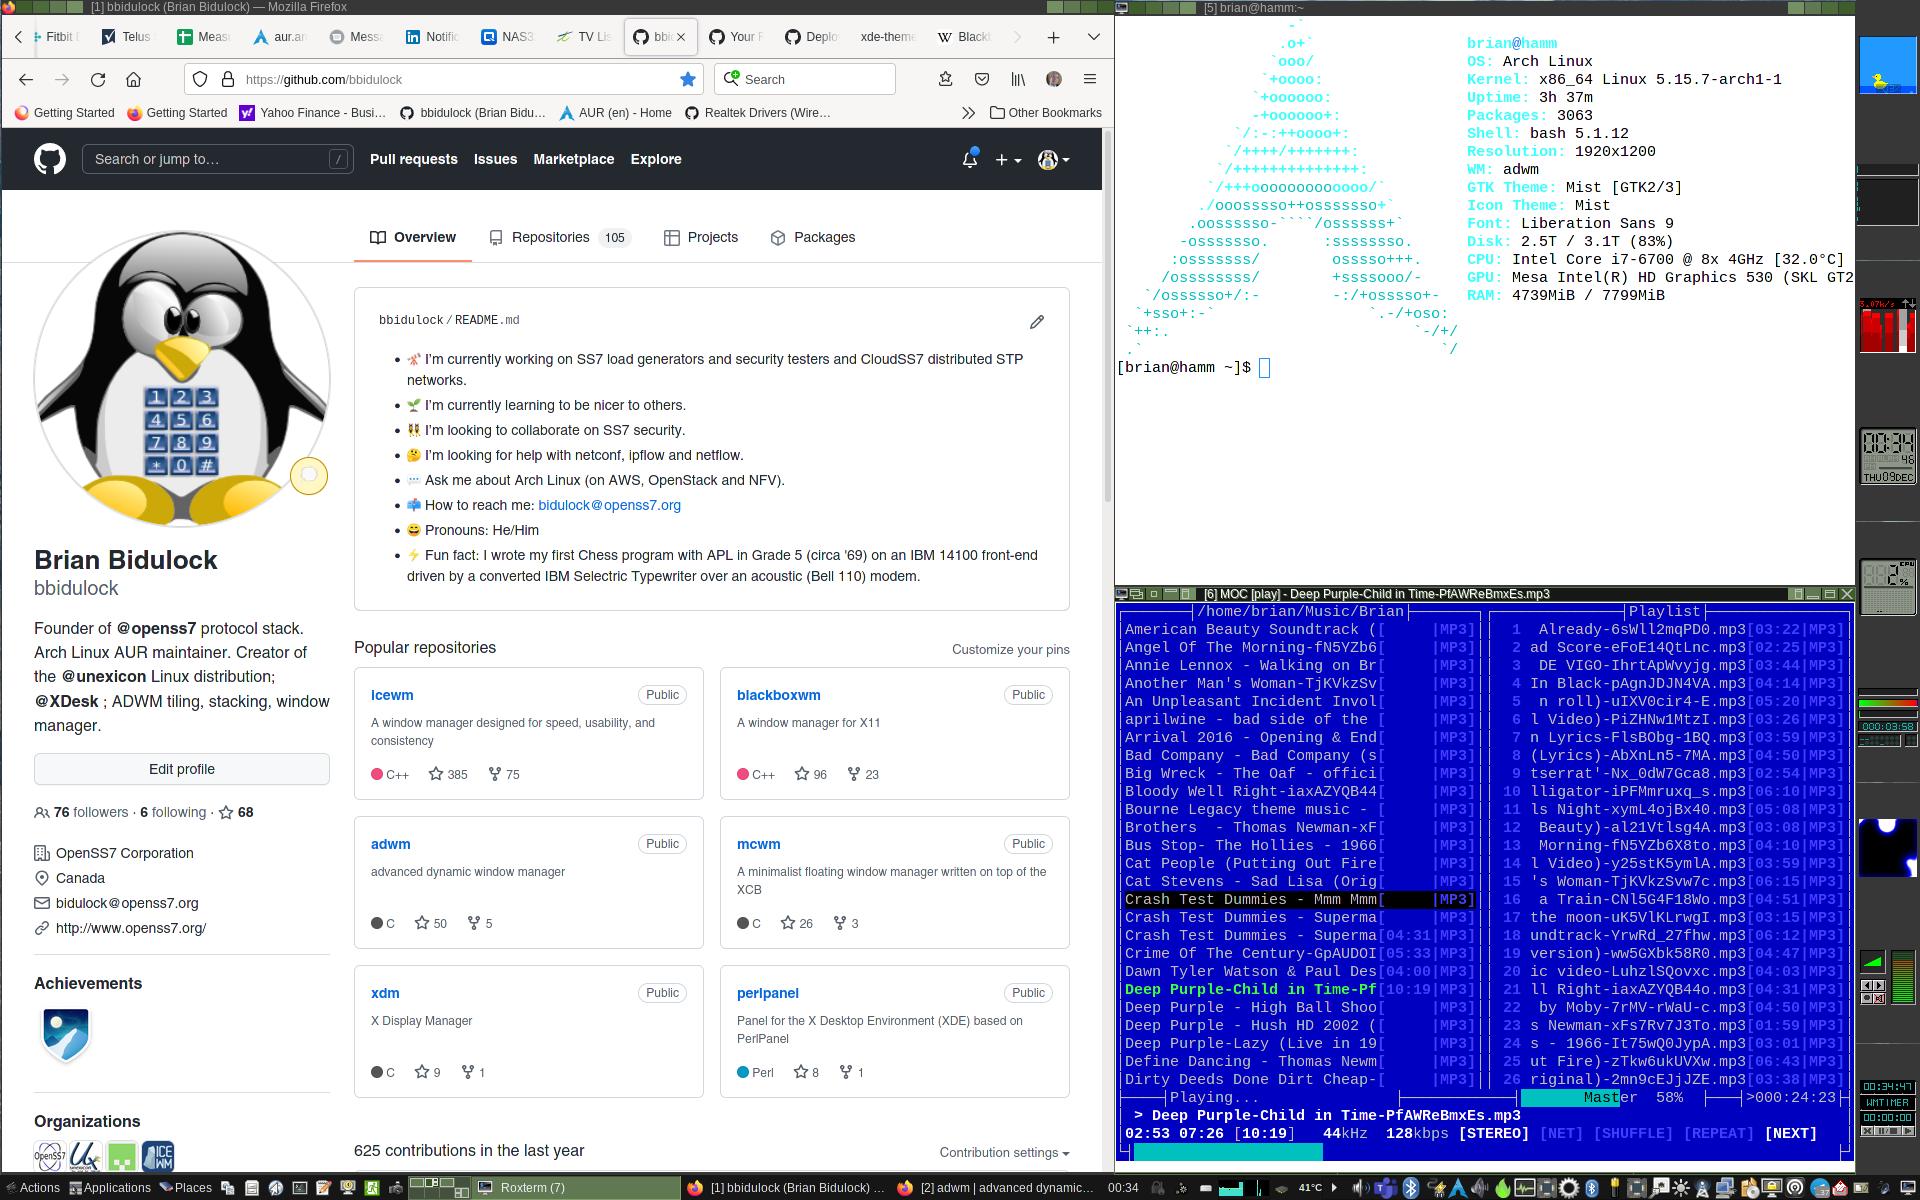 [1] bbidulock (Brian Bidulock) — Mozilla Firefox
Fitbit
Telus
Meas
aur.ar
Messa
Notific
NAS3
TV Lis
bbi
Your F
Deplo
xde-theme
Black
https://github.com/bbidulock
Search
Getting Started
Getting Started
Yahoo Finance - Busi…
bbidulock (Brian Bidu…
AUR (en) - Home
Realtek Drivers (Wire…
Other Bookmarks
Search or jump to…
/
Pull requests
Issues
Marketplace
Explore
Overview
Repositories 105
Projects
Packages
1 2 3
4 5 6
7 8 9
* 0 #
Brian Bidulock
bbidulock
Founder of @openss7 protocol stack.
Arch Linux AUR maintainer. Creator of
the @unexicon Linux distribution;
@XDesk ; ADWM tiling, stacking, window
manager.
Edit profile
76 followers · 6 following · 68
OpenSS7 Corporation
Canada
bidulock@openss7.org
http://www.openss7.org/
Achievements
Organizations
OpenSS7
ICE
WM
bbidulock / README.md
I'm currently working on SS7 load generators and security testers and CloudSS7 distributed STP
networks.
I'm currently learning to be nicer to others.
I'm looking to collaborate on SS7 security.
I'm looking for help with netconf, ipflow and netflow.
Ask me about Arch Linux (on AWS, OpenStack and NFV).
How to reach me: bidulock@openss7.org
Pronouns: He/Him
Fun fact: I wrote my first Chess program with APL in Grade 5 (circa '69) on an IBM 14100 front-end
driven by a converted IBM Selectric Typewriter over an acoustic (Bell 110) modem.
Popular repositories
Customize your pins
icewm
Public
A window manager designed for speed, usability, and
consistency
C++ 385 75
blackboxwm
Public
A window manager for X11
C++ 96 23
adwm
Public
advanced dynamic window manager
C 50 5
mcwm
Public
A minimalist floating window manager written on top of the
XCB
C 26 3
xdm
Public
X Display Manager
C 9 1
perlpanel
Public
Panel for the X Desktop Environment (XDE) based on
PerlPanel
Perl 8 1
625 contributions in the last year
Contribution settings
[5] brian@hamm:~
brian@hamm
OS: Arch Linux
Kernel: x86_64 Linux 5.15.7-arch1-1
Uptime: 3h 37m
Packages: 3063
Shell: bash 5.1.12
Resolution: 1920x1200
WM: adwm
GTK Theme: Mist [GTK2/3]
Icon Theme: Mist
Font: Liberation Sans 9
Disk: 2.5T / 3.1T (83%)
CPU: Intel Core i7-6700 @ 8x 4GHz [32.0°C]
GPU: Mesa Intel(R) HD Graphics 530 (SKL GT2
RAM: 4739MiB / 7799MiB
[brian@hamm ~]$
[6] MOC [play] - Deep Purple-Child in Time-PfAWReBmxEs.mp3
/home/brian/Music/Brian
American Beauty Soundtrack ([ |MP3]
Angel Of The Morning-fN5YZb6[ |MP3]
Annie Lennox - Walking on Br[ |MP3]
Another Man's Woman-TjKVkzSv[ |MP3]
An Unpleasant Incident Invol[ |MP3]
aprilwine - bad side of the [ |MP3]
Arrival 2016 - Opening & End[ |MP3]
Bad Company - Bad Company (s[ |MP3]
Big Wreck - The Oaf - offici[ |MP3]
Bloody Well Right-iaxAZYQB44[ |MP3]
Bourne Legacy theme music - [ |MP3]
Brothers  - Thomas Newman-xF[ |MP3]
Bus Stop- The Hollies - 1966[ |MP3]
Cat People (Putting Out Fire[ |MP3]
Cat Stevens - Sad Lisa (Orig[ |MP3]
Crash Test Dummies - Mmm Mmm[ |MP3]
Crash Test Dummies - Superma[ |MP3]
Crash Test Dummies - Superma[04:31|MP3]
Crime Of The Century-GpAUDOI[05:33|MP3]
Dawn Tyler Watson & Paul Des[04:00|MP3]
Deep Purple-Child in Time-Pf[10:19|MP3]
Deep Purple - High Ball Shoo[ |MP3]
Deep Purple - Hush HD 2002 ([ |MP3]
Deep Purple-Lazy (Live in 19[ |MP3]
Define Dancing - Thomas Newm[ |MP3]
Dirty Deeds Done Dirt Cheap-[ |MP3]
Playlist
1 Already-6sWll2mqPD0.mp3[03:22|MP3]
2 ad Score-eFoE14QtLnc.mp3[02:25|MP3]
3 DE VIGO-IhrtApWvyjg.mp3[03:44|MP3]
4 In Black-pAgnJDJN4VA.mp3[04:14|MP3]
5 n roll)-uIXV0cir4-E.mp3[05:20|MP3]
6 l Video)-PiZHNw1MtzI.mp3[03:26|MP3]
7 n Lyrics-FlsBObg-1BQ.mp3[03:59|MP3]
8 (Lyrics)-AbXnLn5-7MA.mp3[04:50|MP3]
9 tserrat'-Nx_0dW7Gca8.mp3[02:54|MP3]
10 lligator-iPFMmruxq_s.mp3[06:10|MP3]
11 ls Night-xymL4ojBx40.mp3[05:08|MP3]
12 Beauty)-al21Vtlsg4A.mp3[03:08|MP3]
13 Morning-fN5YZb6X8to.mp3[04:10|MP3]
14 l Video)-y25stK5ymlA.mp3[03:59|MP3]
15 's Woman-TjKVkzSvw7c.mp3[06:15|MP3]
16 a Train-CNl5G4F18Wo.mp3[04:51|MP3]
17 the moon-uK5VlKLrwgI.mp3[03:15|MP3]
18 undtrack-YrwRd_27fhw.mp3[06:12|MP3]
19 version)-ww5GXbk58R0.mp3[04:47|MP3]
20 ic video-LuhzlSQovxc.mp3[04:03|MP3]
21 ll Right-iaxAZYQB44o.mp3[04:31|MP3]
22 by Moby-7rMV-rWaU-c.mp3[04:50|MP3]
23 s Newman-xFs7Rv7J3To.mp3[01:59|MP3]
24 s - 1966-It75wQ0JypA.mp3[03:01|MP3]
25 ut Fire)-zTkw6ukUVXw.mp3[06:43|MP3]
26 riginal)-2mn9cEJjJZE.mp3[03:38|MP3]
Playing...
Master 58%
>000:24:23
> Deep Purple-Child in Time-PfAWReBmxEs.mp3
02:53 07:26 [10:19] 44kHz 128kbps [STEREO] [NET] [SHUFFLE] [REPEAT] [NEXT]
3.07k/s
00:34
46
THU 09DEC
CPU
2%
000:03:58
00:34:47
WMTIMER
00:00:00
Actions
Applications
Places
Roxterm (7)
[1] bbidulock (Brian Bidulock) ...
[2] adwm | advanced dynamic...
00:34
41°C